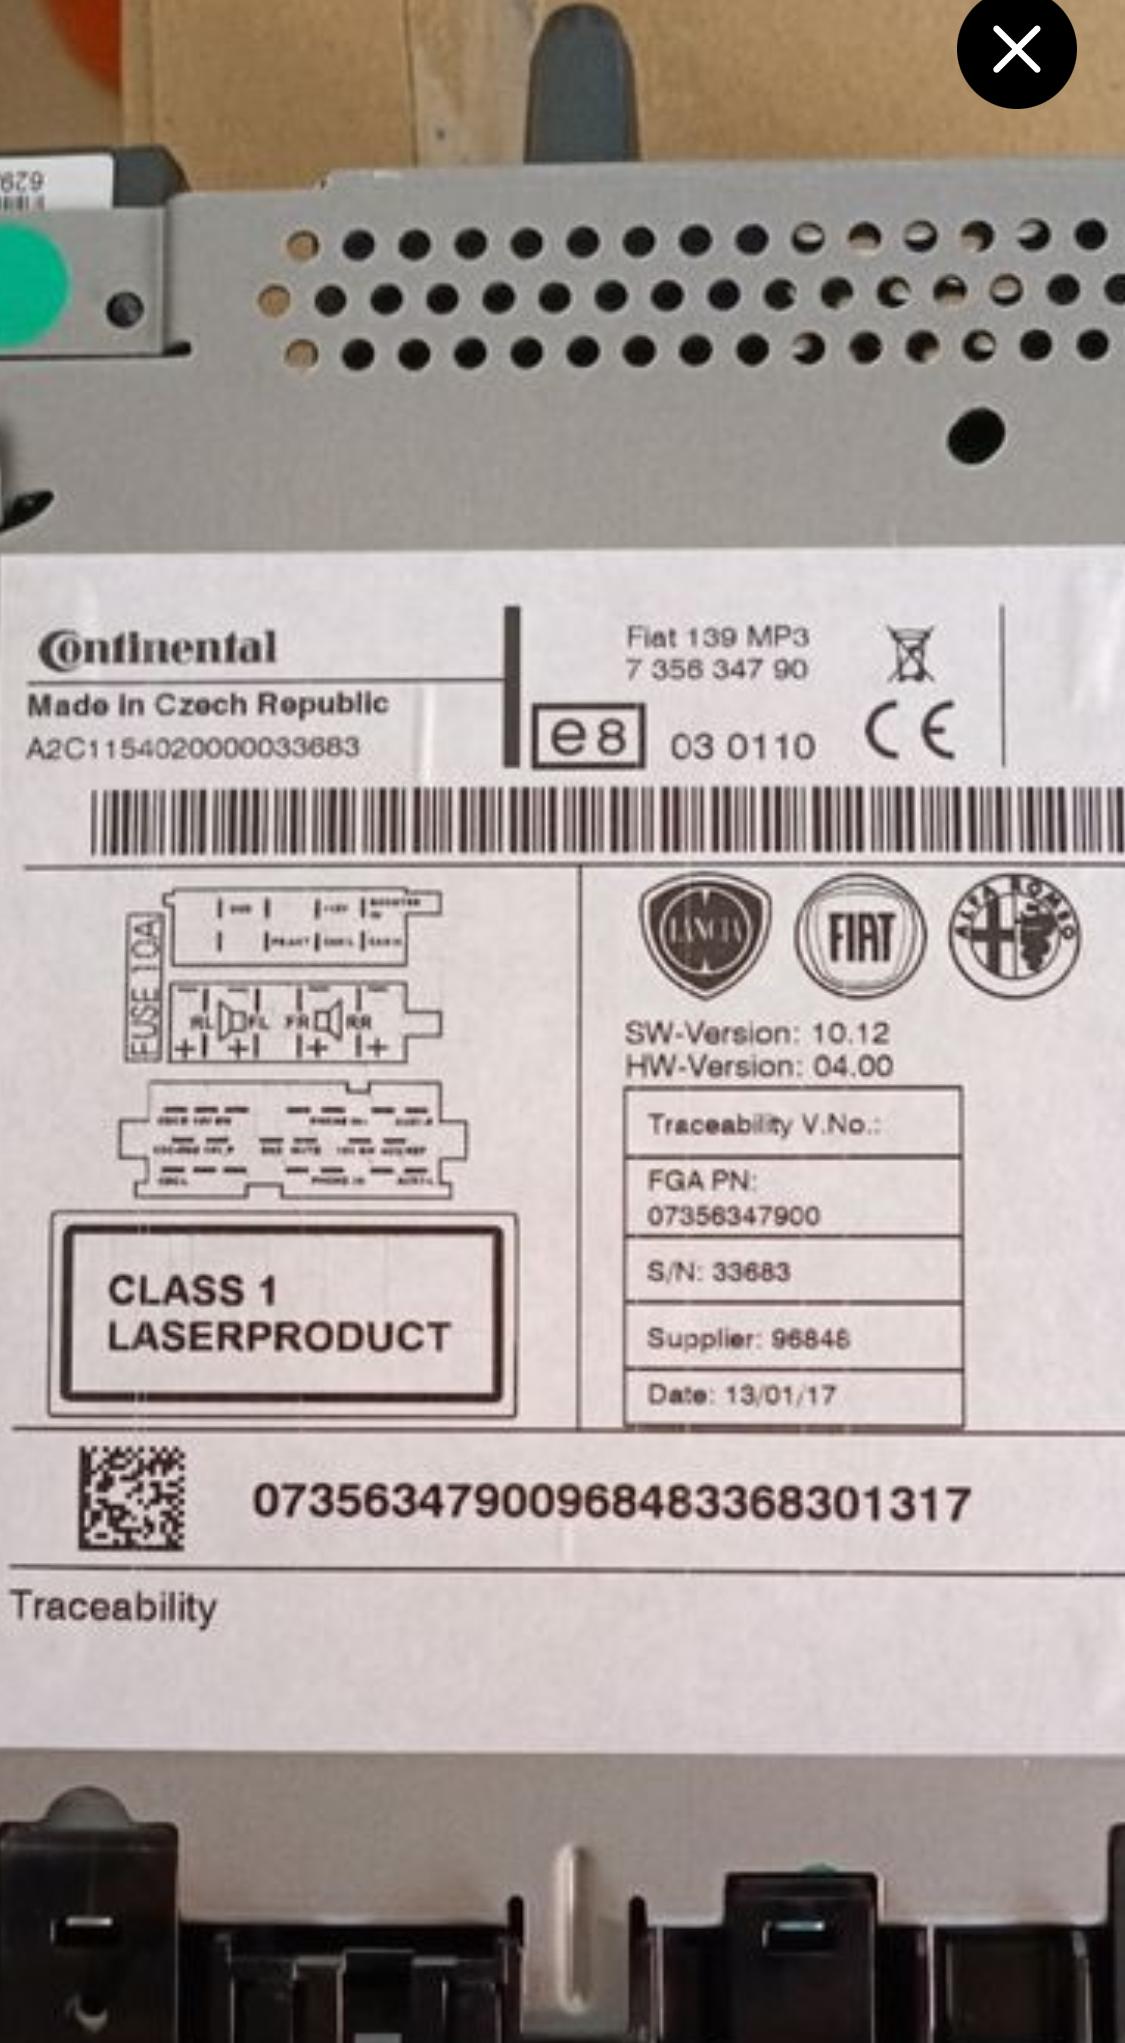 629
Continental
Made in Czech Republic
A2C1154020000033683
Fiat 139 MP3
7 356 347 90
e8
03 0110
CE
FUSE 10A
RL FL FR RR
LANCIA
FIAT
ALFA ROMEO
SW-Version: 10.12
HW-Version: 04.00
Traceability V.No.:
FGA PN:
07356347900
S/N: 33683
Supplier: 96848
Date: 13/01/17
CLASS 1
LASERPRODUCT
07356347900968483368301317
Traceability